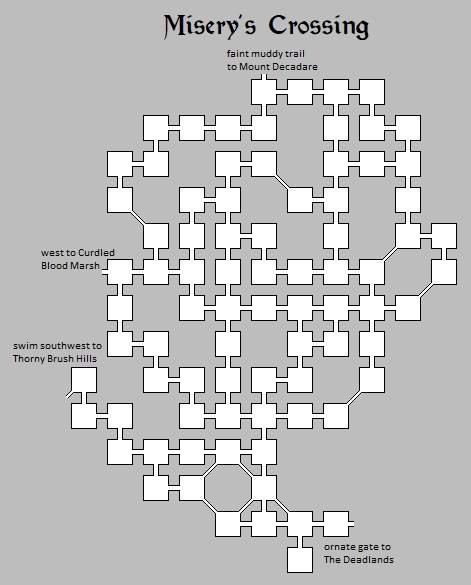 Misery's Crossing
faint muddy trail
to Mount Decadare
west to Curdled
Blood Marsh
swim southwest to
Thorny Brush Hills
ornate gate to
The Deadlands